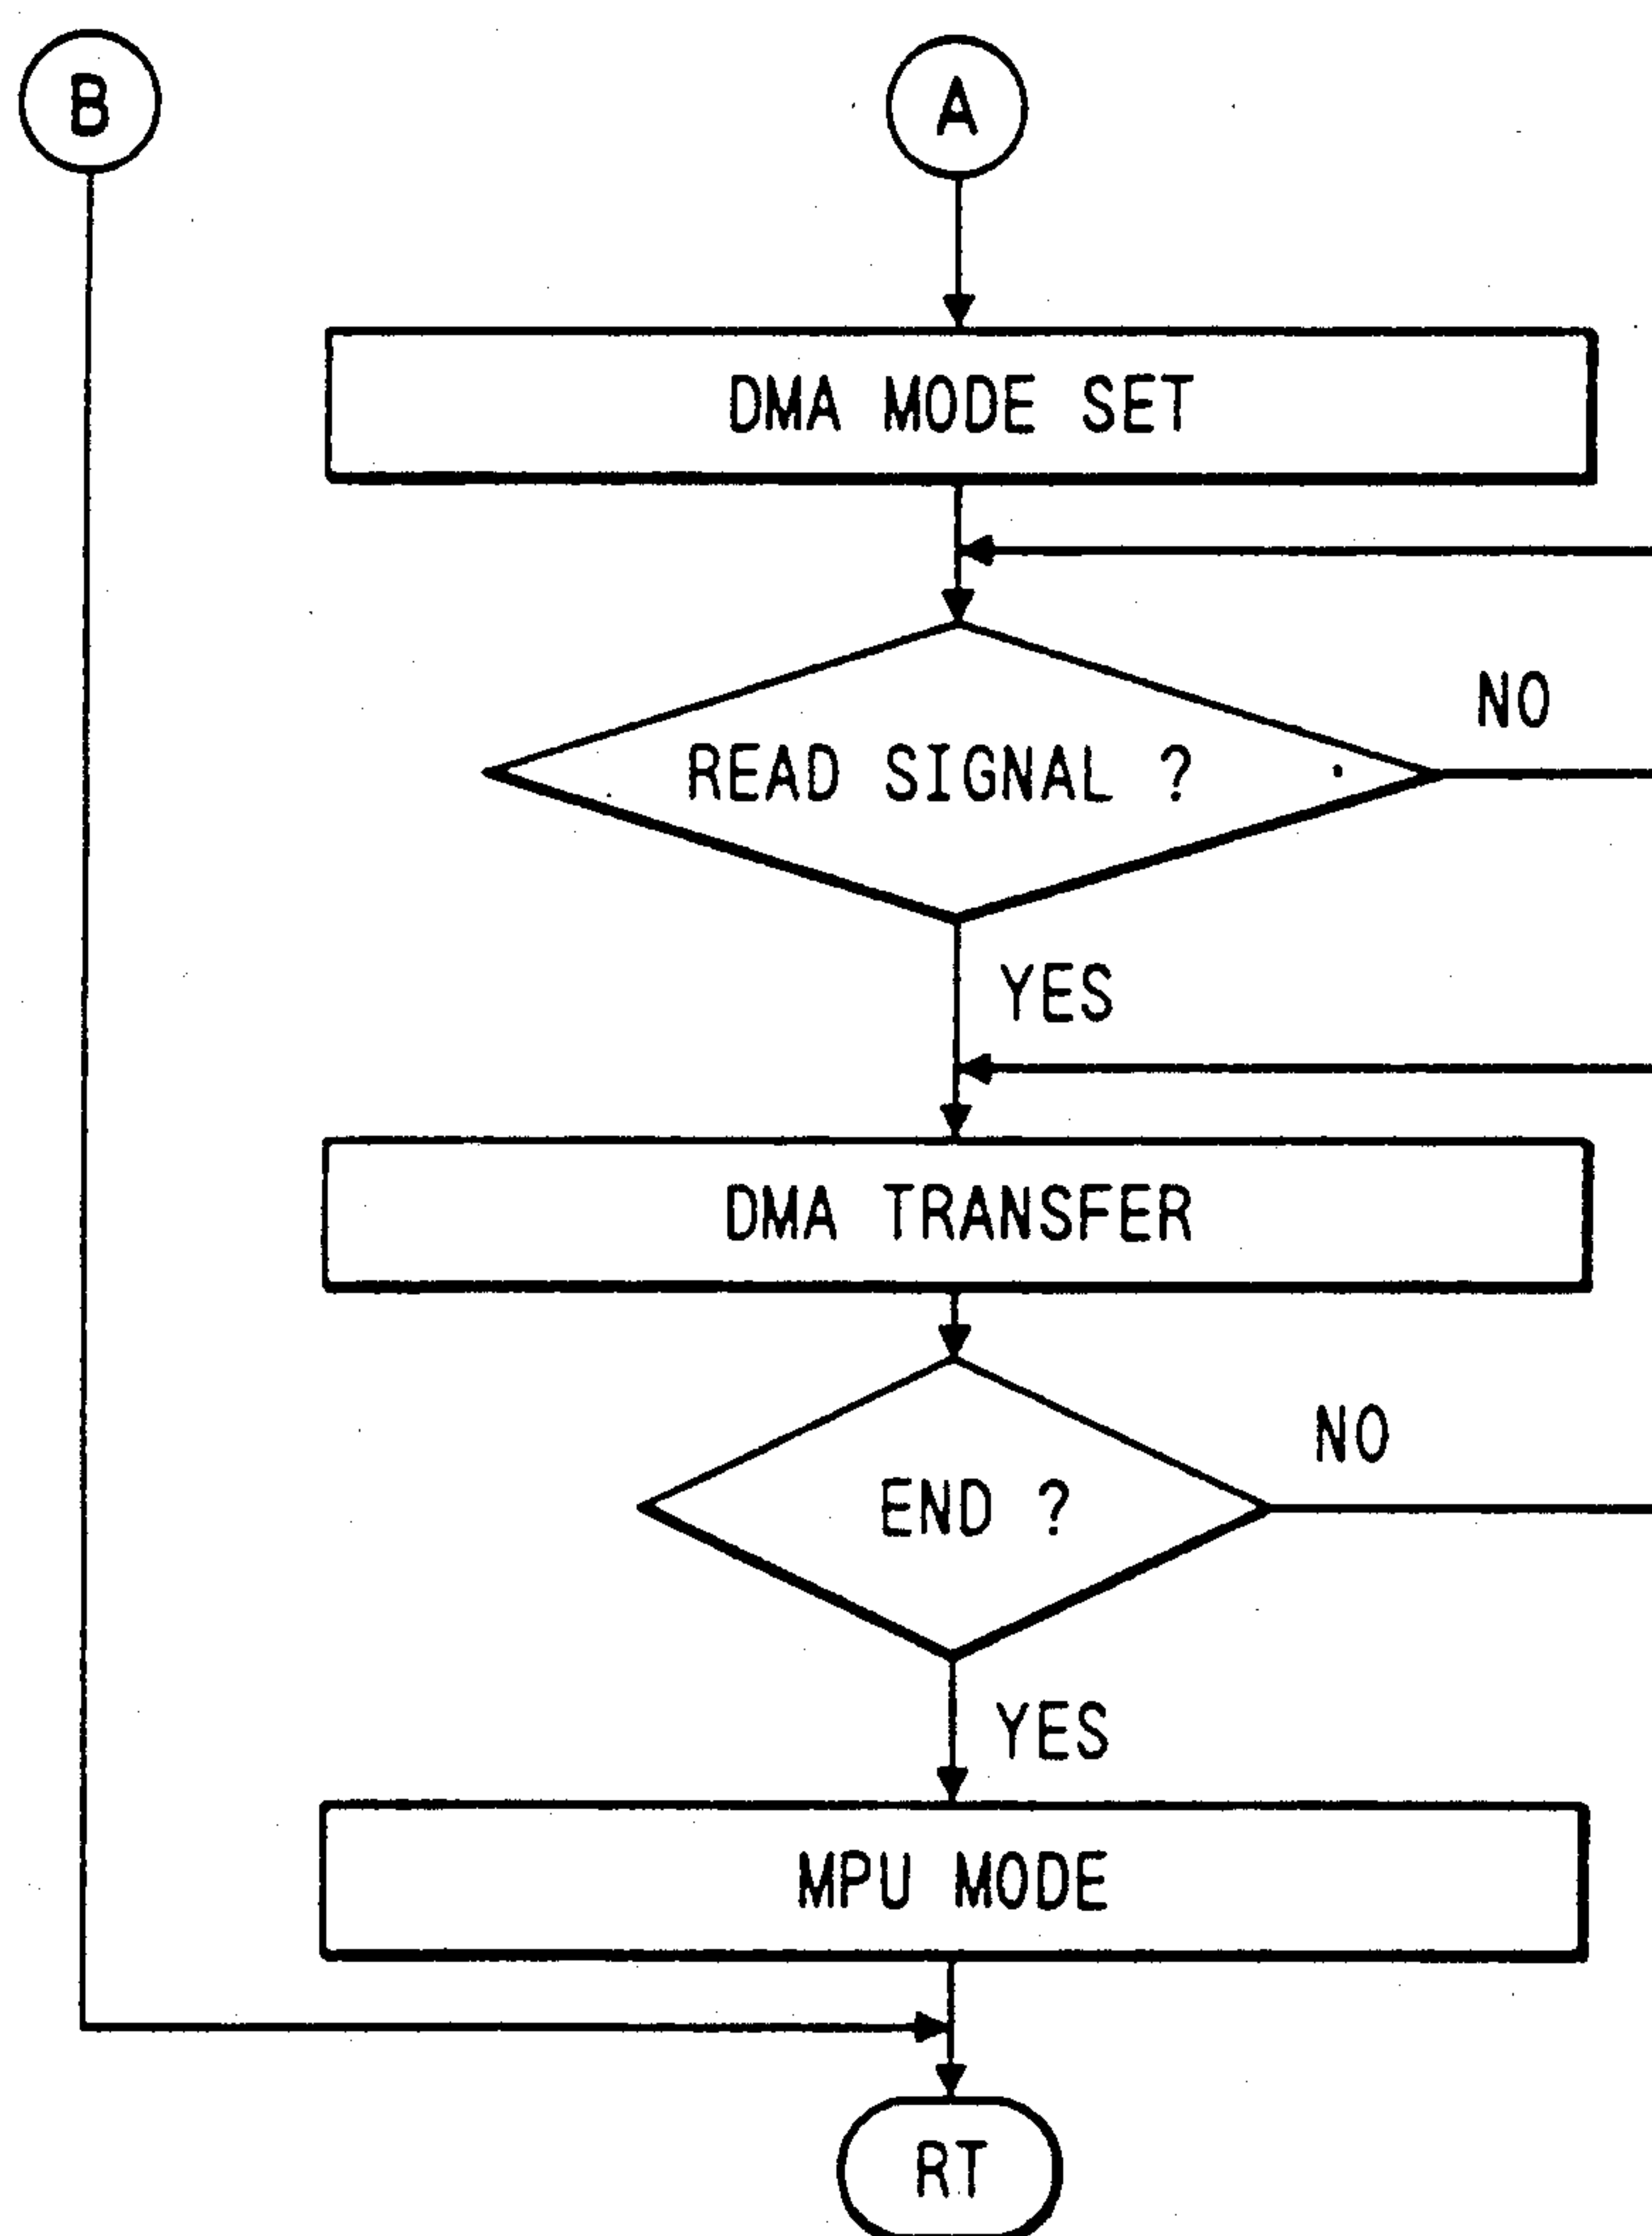 B
A
DMA MODE SET
READ SIGNAL ?
NO
YES
DMA TRANSFER
END ?
NO
YES
MPU MODE
RT